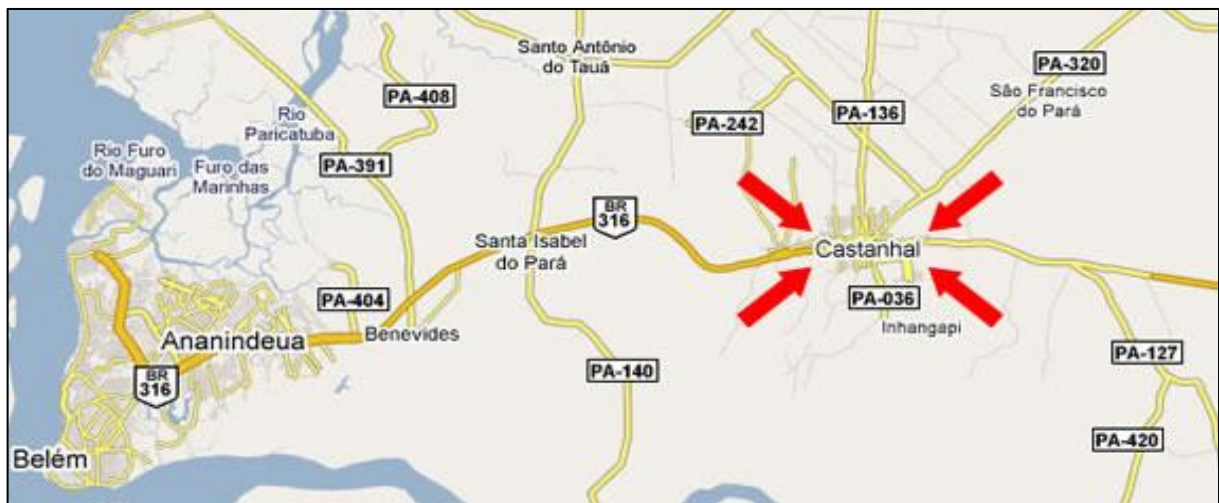 Santo Antônio
do Tauá
PA-320
PA-408
São Francisco
do Pará
PA-136
Rio
Paricatuba
PA-242
Rio Furo
do Maguari
Furo das
Marinhas
PA-391
BR
316
Santa Isabel
do Pará
Castanhal
PA-404
PA-036
Inhangapi
Ananindeua
Benevides
PA-127
PA-140
BR
316
PA-420
Belém